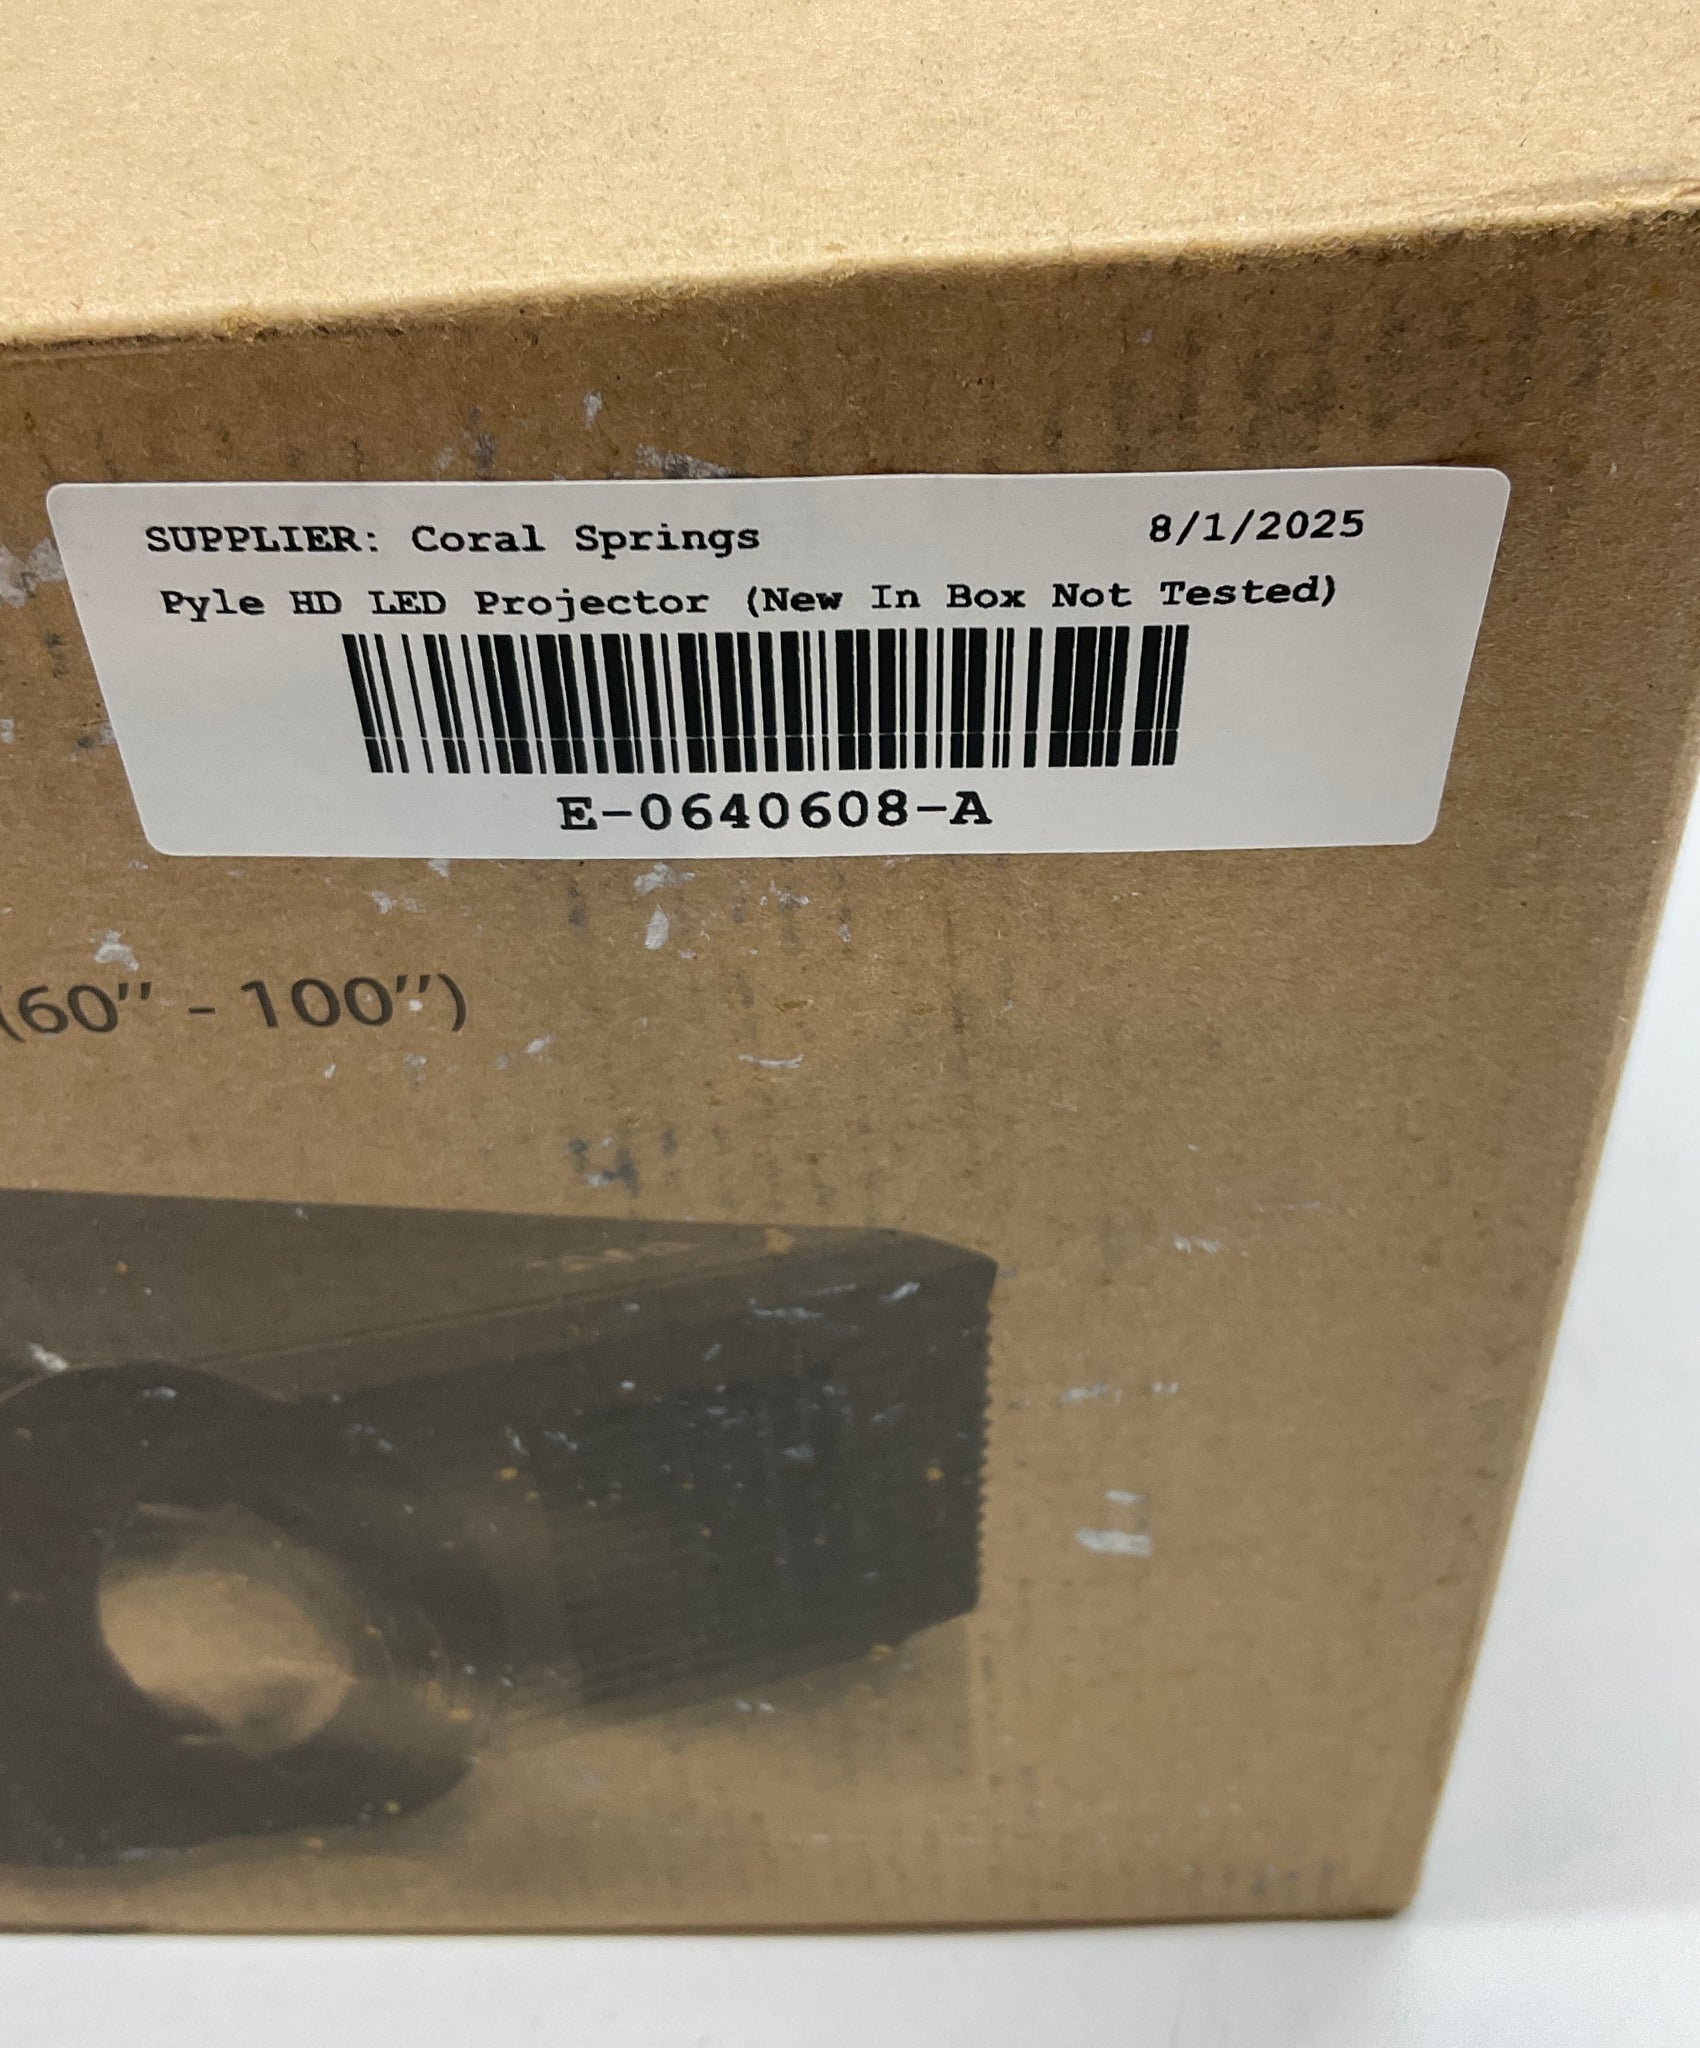 SUPPLIER: Coral Springs 8/1/2025
Pyle HD LED Projector (New In Box Not Tested)
E-0640608-A
(60" - 100")